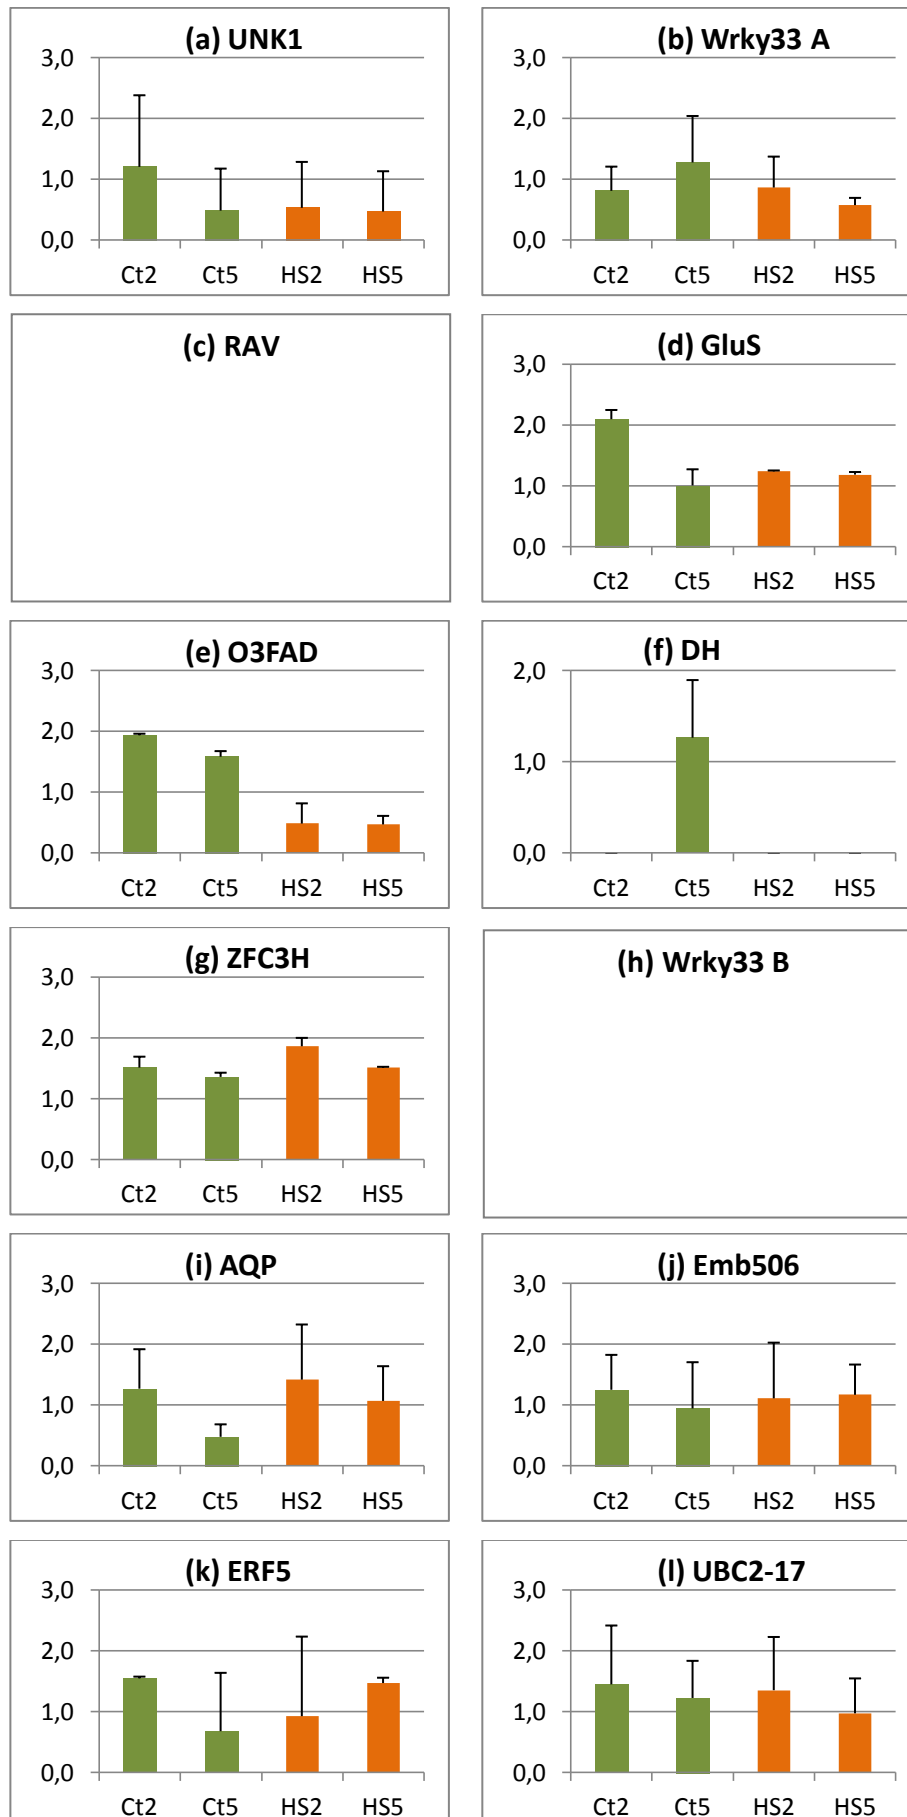 (a) UNK1
3,0
2,0
1,0
0,0
Ct2 Ct5 HS2 HS5
(b) Wrky33 A
3,0
2,0
1,0
0,0
Ct2 Ct5 HS2 HS5
(c) RAV
(d) GluS
3,0
2,0
1,0
0,0
Ct2 Ct5 HS2 HS5
(e) O3FAD
3,0
2,0
1,0
0,0
Ct2 Ct5 HS2 HS5
(f) DH
2,0
1,0
0,0
Ct2 Ct5 HS2 HS5
(g) ZFC3H
3,0
2,0
1,0
0,0
Ct2 Ct5 HS2 HS5
(h) Wrky33 B
(i) AQP
3,0
2,0
1,0
0,0
Ct2 Ct5 HS2 HS5
(j) Emb506
3,0
2,0
1,0
0,0
Ct2 Ct5 HS2 HS5
(k) ERF5
3,0
2,0
1,0
0,0
Ct2 Ct5 HS2 HS5
(l) UBC2-17
3,0
2,0
1,0
0,0
Ct2 Ct5 HS2 HS5